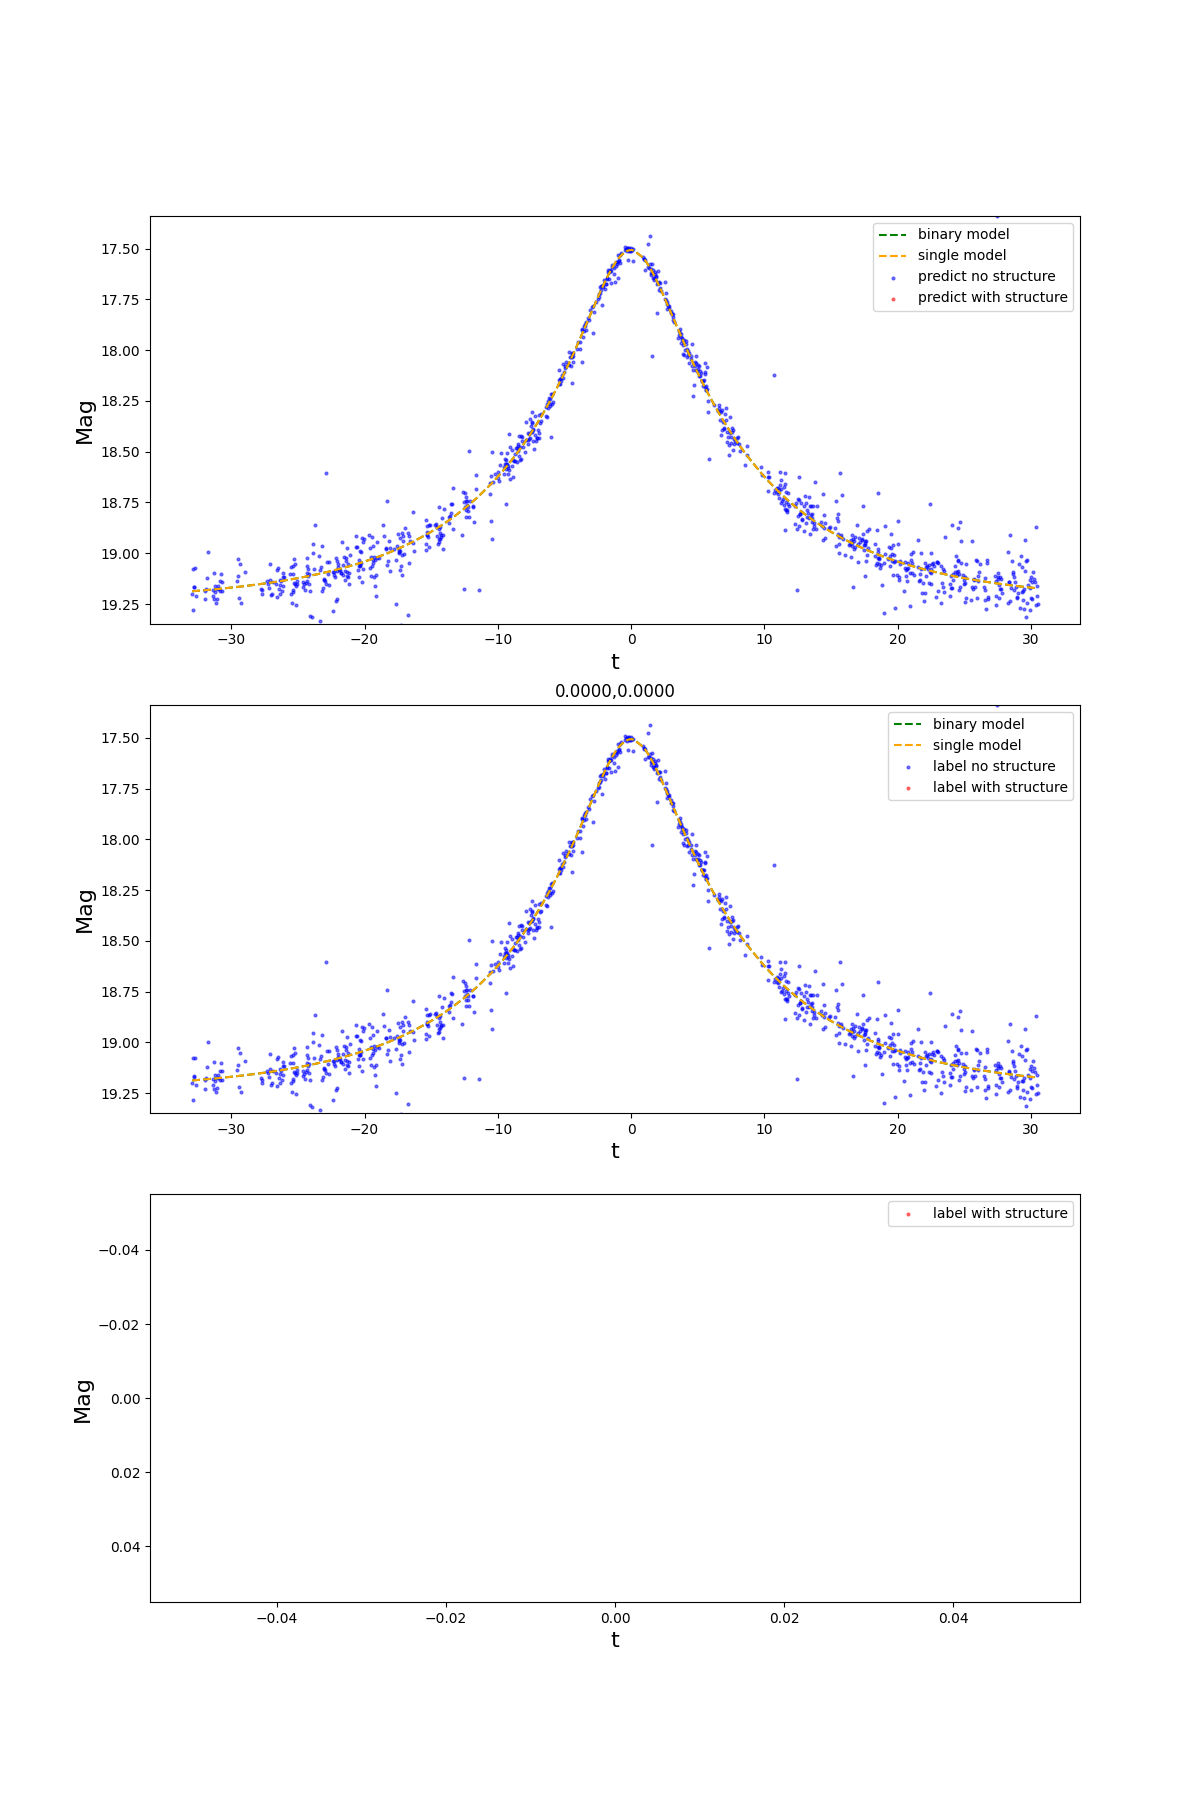 binary model
single model
predict no structure
predict with structure
17.50
17.75
18.00
18.25
18.50
18.75
19.00
19.25
Mag
−30 −20 −10 0 10 20 30
t
0.0000,0.0000
binary model
single model
label no structure
label with structure
17.50
17.75
18.00
18.25
18.50
18.75
19.00
19.25
Mag
−30 −20 −10 0 10 20 30
t
label with structure
−0.04
−0.02
0.00
0.02
0.04
Mag
−0.04 −0.02 0.00 0.02 0.04
t